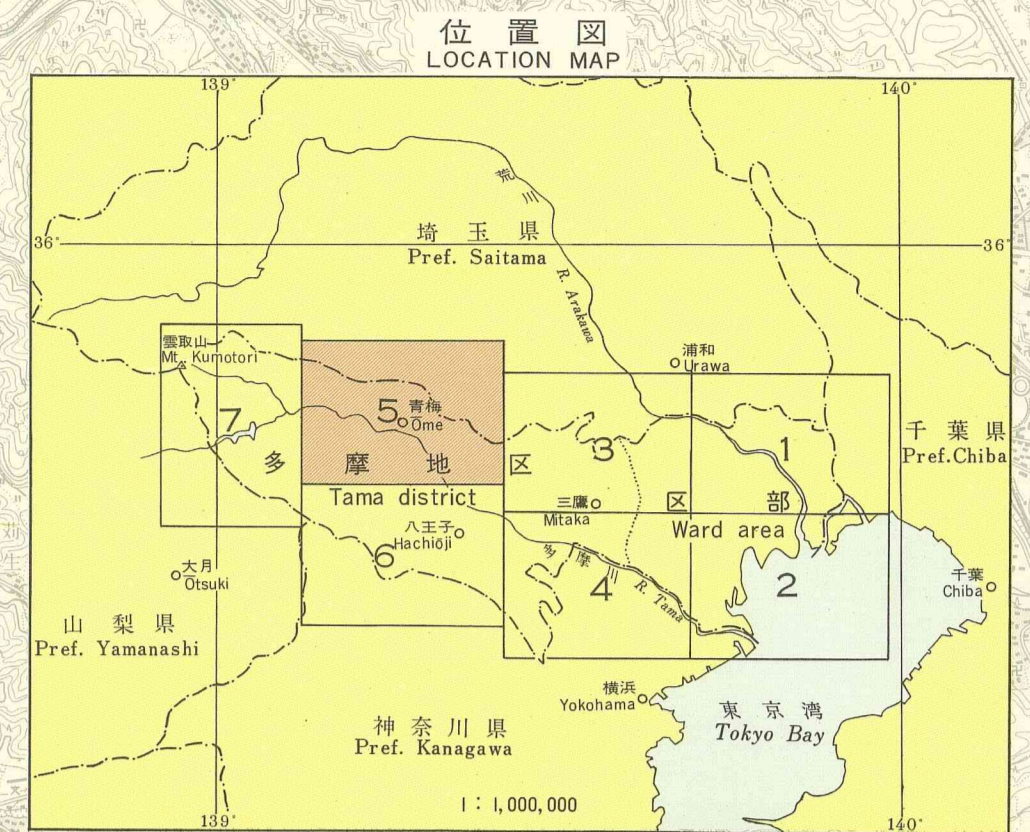 位置図
LOCATION MAP
139°
140°
荒川
埼玉県
Pref. Saitama
36°
36°
R. Arakawa
雲取山
Mt. Kumotori
浦和
Urawa
7
5
青梅
Ōme
3
1
千葉県
Pref.Chiba
多摩地区
Tama district
区部
Ward area
三鷹
Mitaka
八王子
Hachiōji
6
多摩川
R. Tama
4
2
大月
Ōtsuki
千葉
Chiba
山梨県
Pref. Yamanashi
横浜
Yokohama
東京湾
Tokyo Bay
神奈川県
Pref. Kanagawa
1:1,000,000
139°
140°